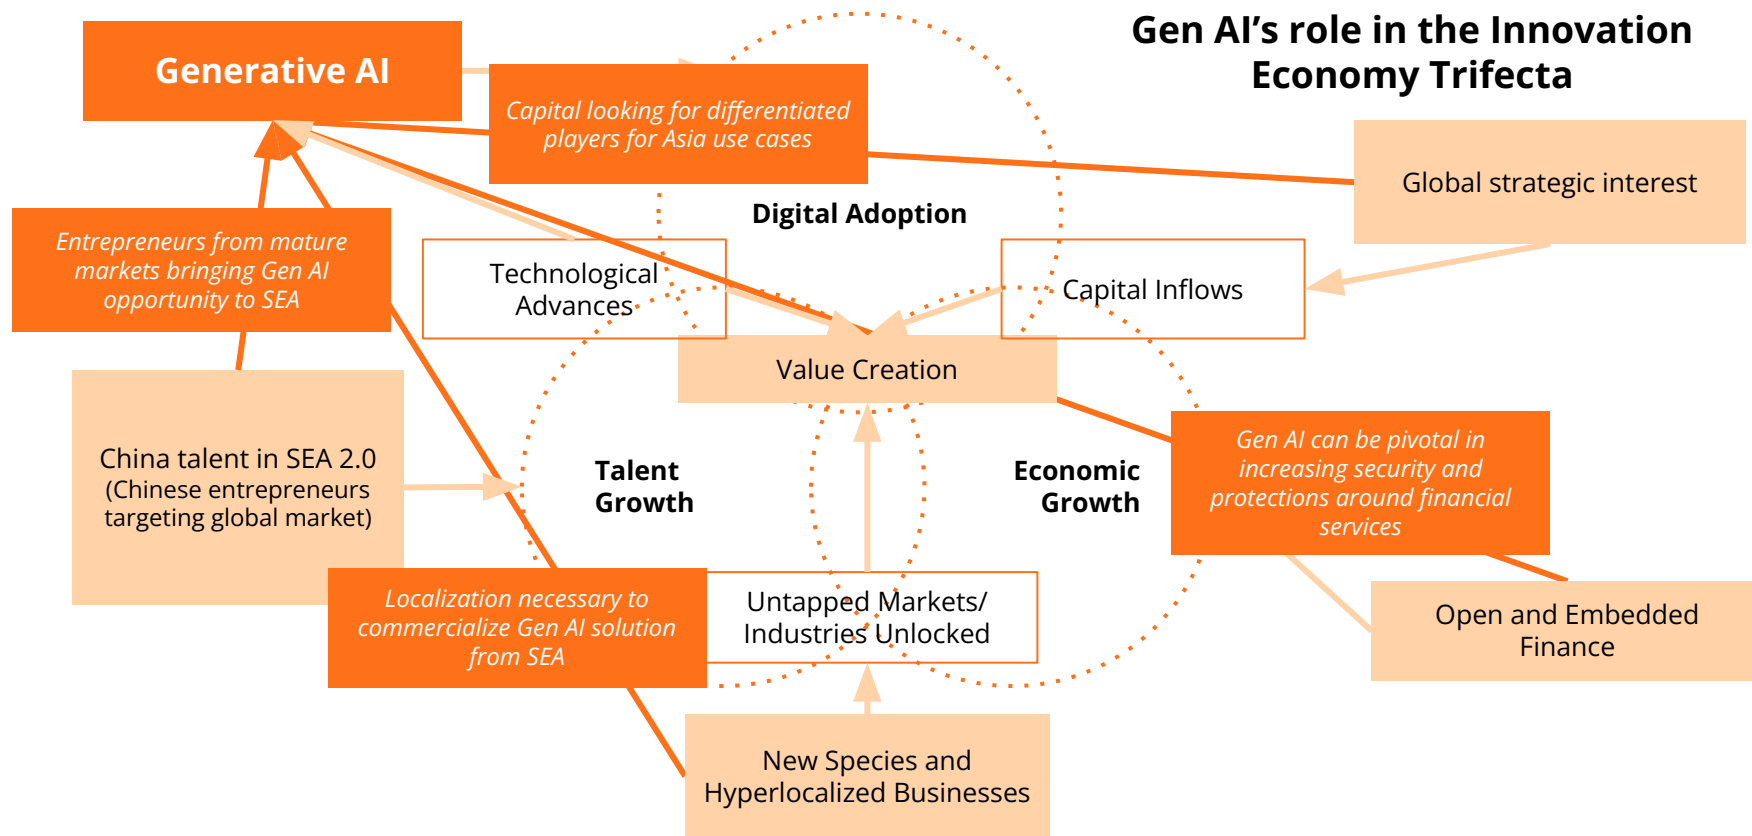 Gen AI’s role in the Innovation
Economy Trifecta
Generative AI
Capital looking for differentiated
players for Asia use cases
Global strategic interest
Digital Adoption
Entrepreneurs from mature
markets bringing Gen AI
opportunity to SEA
Technological
Advances
Capital Inflows
Value Creation
China talent in SEA 2.0
(Chinese entrepreneurs
targeting global market)
Talent
Growth
Economic
Growth
Gen AI can be pivotal in
increasing security and
protections around financial
services
Localization necessary to
commercialize Gen AI solution
from SEA
Untapped Markets/
Industries Unlocked
Open and Embedded
Finance
New Species and
Hyperlocalized Businesses